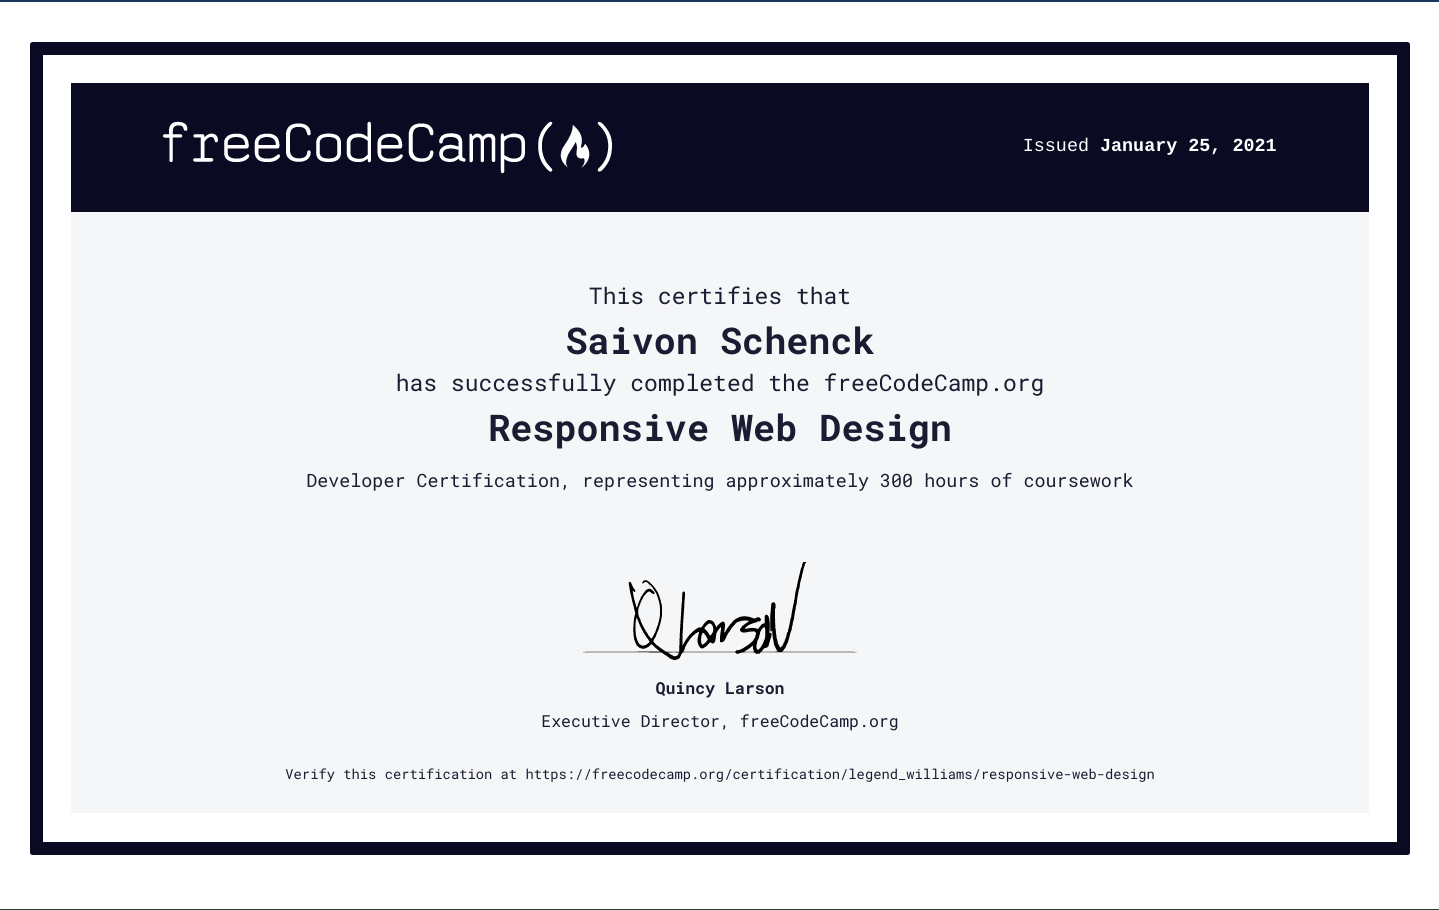 freeCodeCamp(🔥)
Issued January 25, 2021
This certifies that
Saivon Schenck
has successfully completed the freeCodeCamp.org
Responsive Web Design
Developer Certification, representing approximately 300 hours of coursework
Q Larson
Quincy Larson
Executive Director, freeCodeCamp.org
Verify this certification at https://freecodecamp.org/certification/legend_williams/responsive-web-design